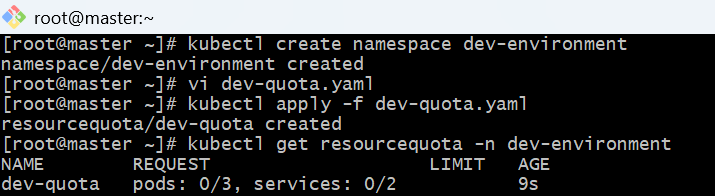 root@master:~
[root@master ~]# kubectl create namespace dev-environment
namespace/dev-environment created
[root@master ~]# vi dev-quota.yaml
[root@master ~]# kubectl apply -f dev-quota.yaml
resourcequota/dev-quota created
[root@master ~]# kubectl get resourcequota -n dev-environment
NAME        REQUEST                    LIMIT   AGE
dev-quota   pods: 0/3, services: 0/2           9s